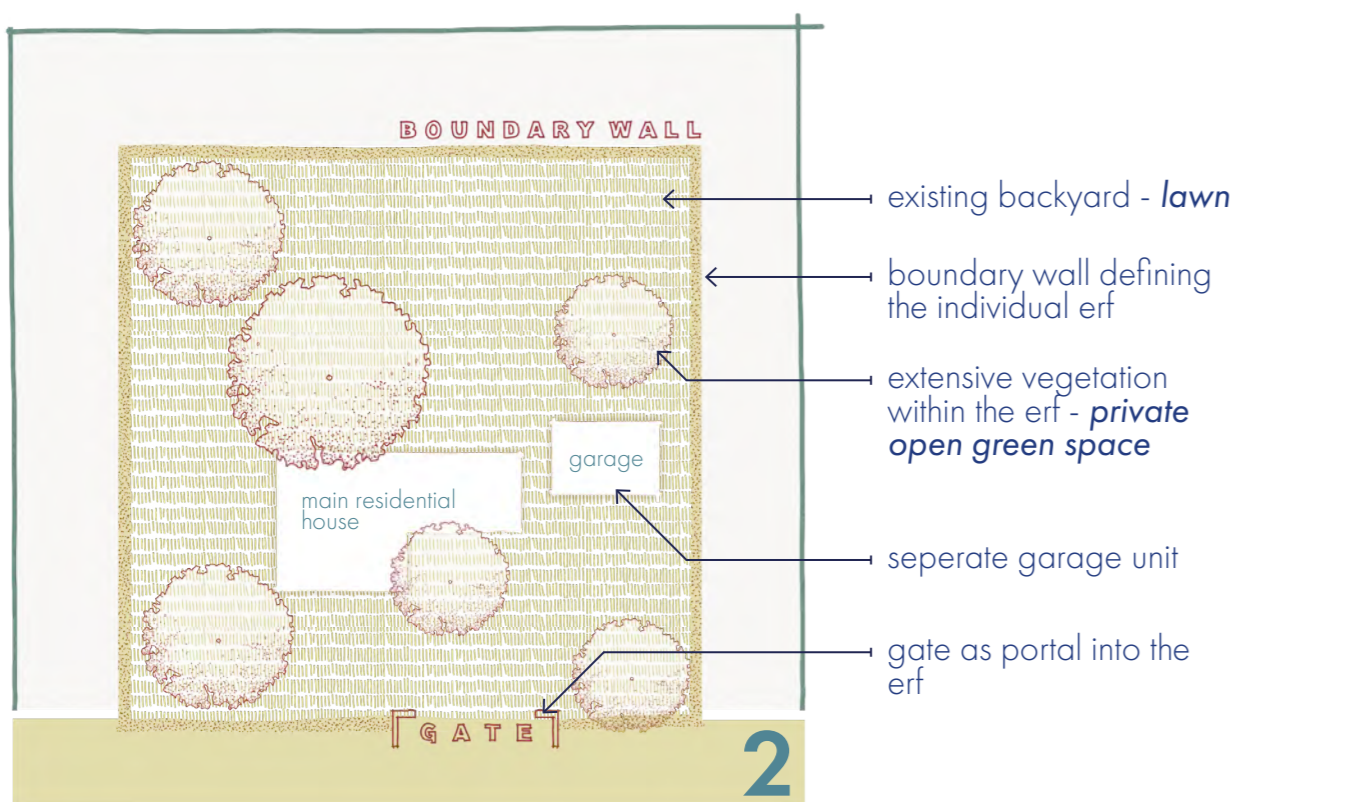 BOUNDARY WALL
existing backyard - lawn
boundary wall defining
the individual erf
extensive vegetation
within the erf - private
open green space
garage
main residential
house
seperate garage unit
gate as portal into the
erf
GATE
2